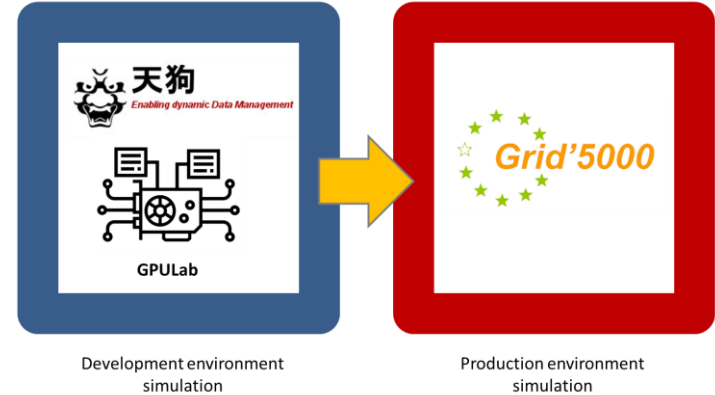 天狗
Enabling dynamic Data Management
GPULab
Grid'5000
Development environment
simulation
Production environment
simulation